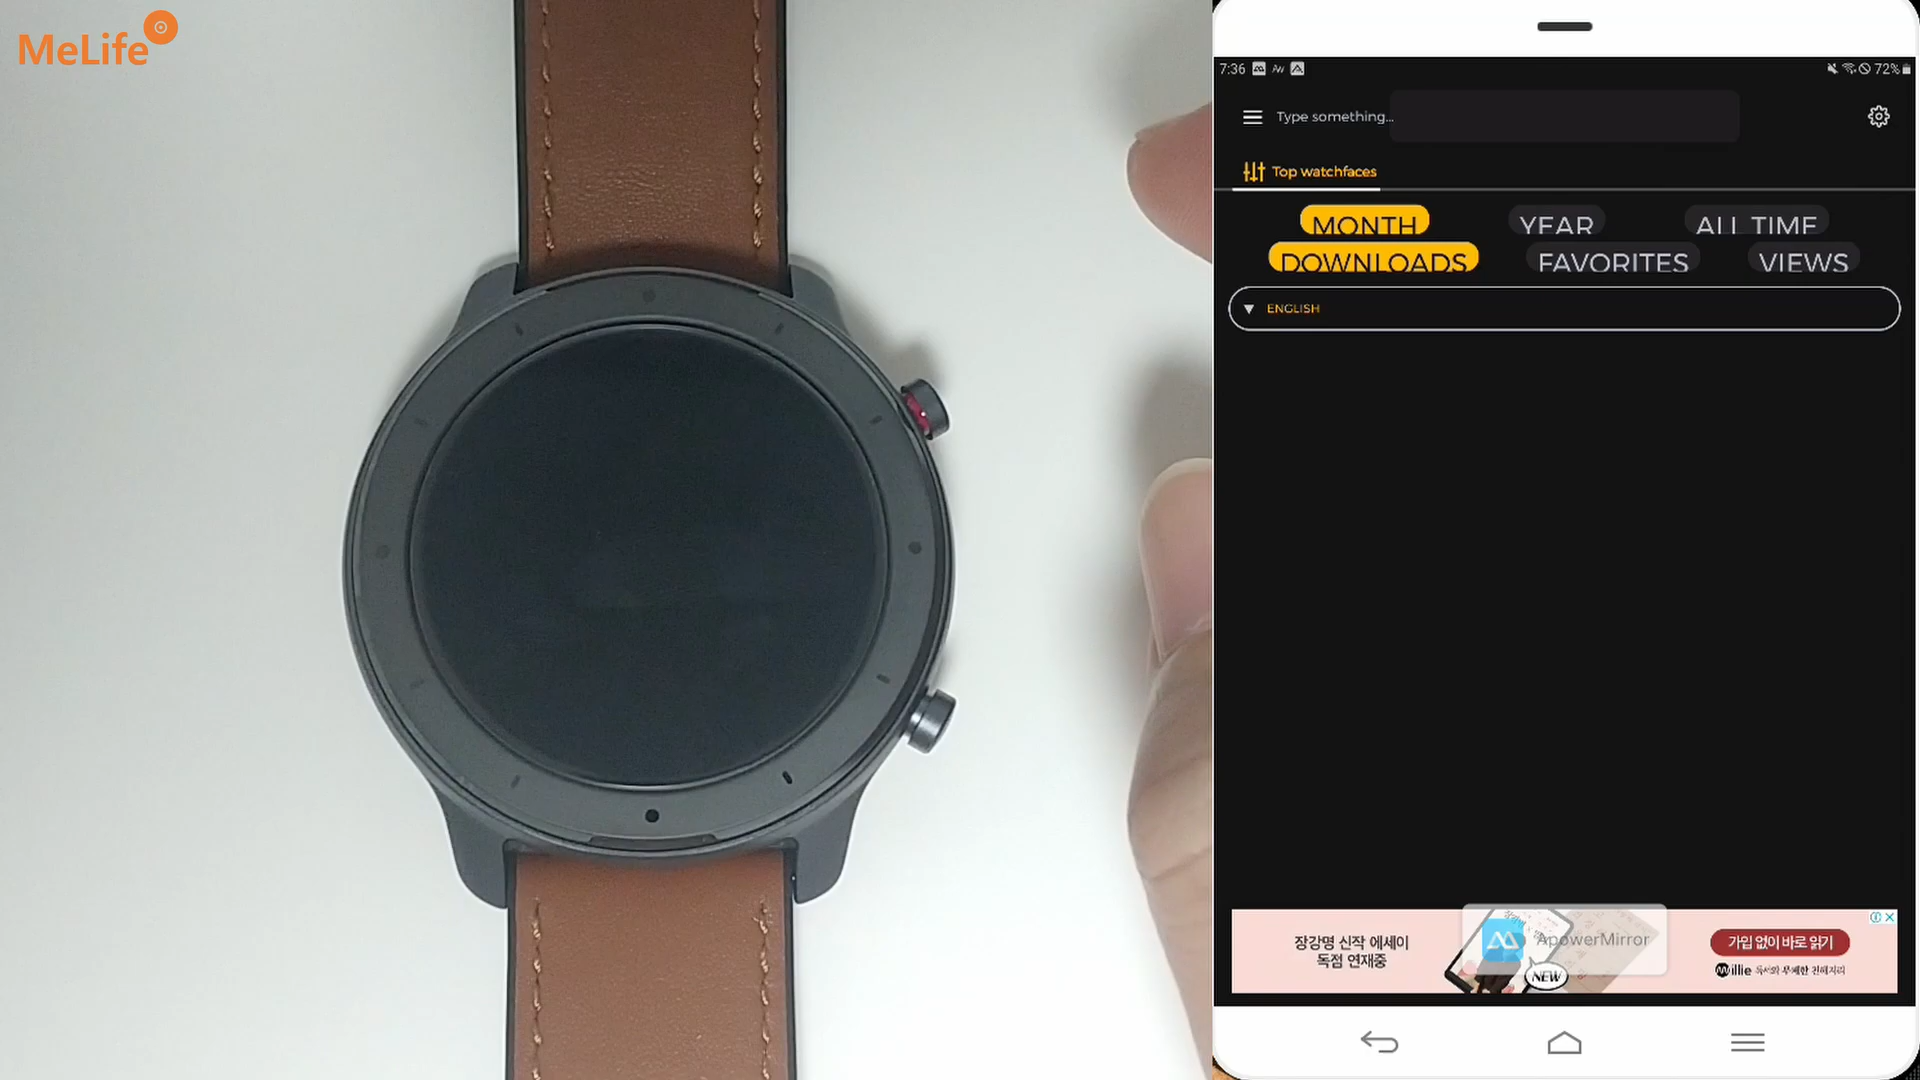 MeLife
7:36
72%
Type something...
Top watchfaces
MONTH
YEAR
ALL TIME
DOWNLOADS
FAVORITES
VIEWS
ENGLISH
장강명 신작 에세이
독점 연재중
ApowerMirror
NEW
가입 없이 바로 읽기
millie